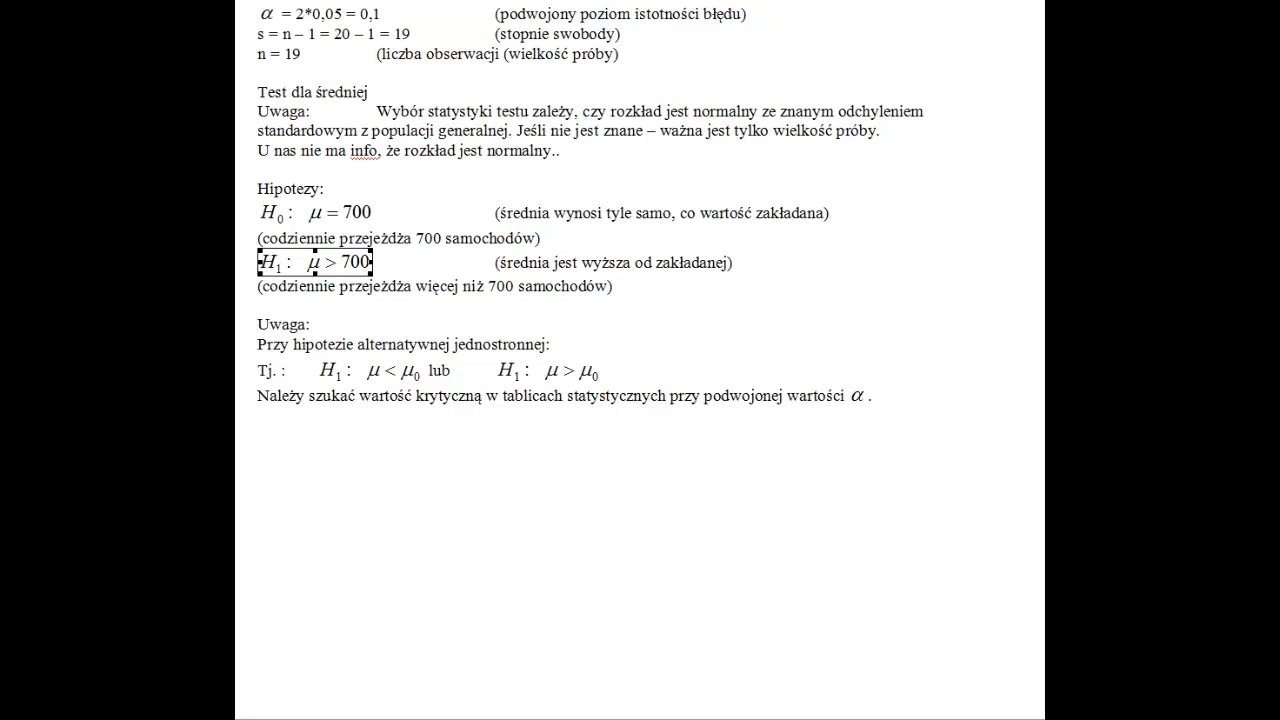 α = 2*0,05 = 0,1 (podwojony poziom istotności błędu)
s = n – 1 = 20 – 1 = 19 (stopnie swobody)
n = 19 (liczba obserwacji (wielkość próby)
Test dla średniej
Uwaga: Wybór statystyki testu zależy, czy rozkład jest normalny ze znanym odchyleniem
standardowym z populacji generalnej. Jeśli nie jest znane – ważna jest tylko wielkość próby.
U nas nie ma info, że rozkład jest normalny..
Hipotezy:
H₀ : μ = 700 (średnia wynosi tyle samo, co wartość zakładana)
(codziennie przejeżdża 700 samochodów)
H₁ : μ > 700 (średnia jest wyższa od zakładanej)
(codziennie przejeżdża więcej niż 700 samochodów)
Uwaga:
Przy hipotezie alternatywnej jednostronnej:
Tj. : H₁ : μ < μ₀ lub H₁ : μ > μ₀
Należy szukać wartość krytyczną w tablicach statystycznych przy podwojonej wartości α .